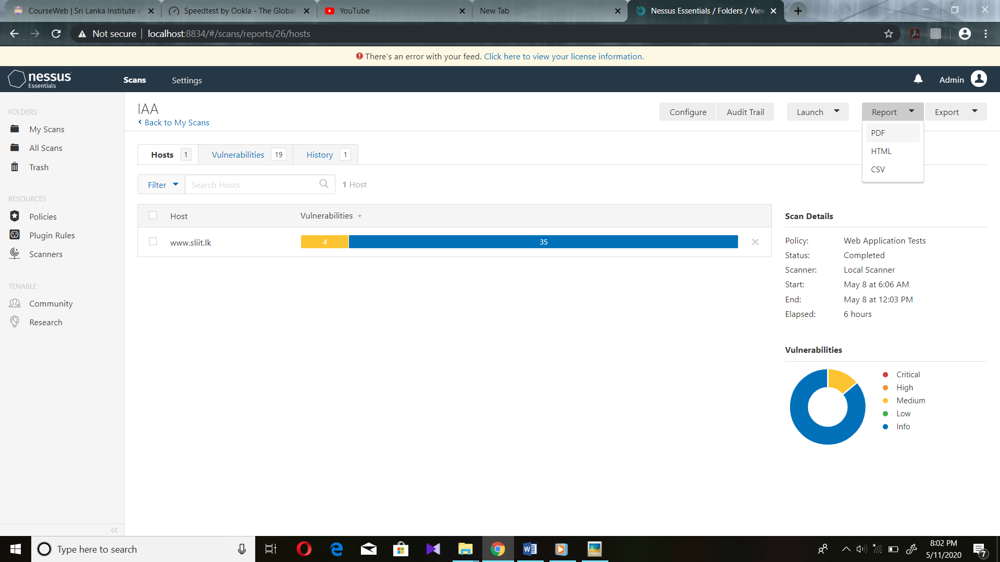 CourseWeb | Sri Lanka Institute o
Speedtest by Ookla - The Global
YouTube
New Tab
Nessus Essentials / Folders / View
Not secure
localhost:8834/#/scans/reports/26/hosts
There's an error with your feed. Click here to view your license information.
nessus
Essentials
Scans
Settings
Admin
FOLDERS
My Scans
All Scans
Trash
RESOURCES
Policies
Plugin Rules
Scanners
TENABLE
Community
Research
IAA
Back to My Scans
Configure
Audit Trail
Launch
Report
Export
PDF
HTML
CSV
Hosts 1
Vulnerabilities 19
History 1
Filter
Search Hosts
1 Host
Host
Vulnerabilities
www.sliit.lk
4
35
Scan Details
Policy: Web Application Tests
Status: Completed
Scanner: Local Scanner
Start: May 8 at 6:06 AM
End: May 8 at 12:03 PM
Elapsed: 6 hours
Vulnerabilities
Critical
High
Medium
Low
Info
Type here to search
8:02 PM
5/11/2020
7